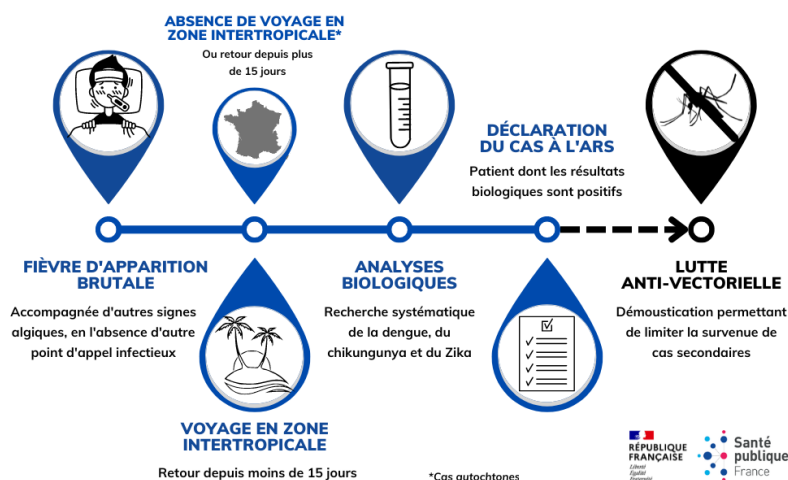 ABSENCE DE VOYAGE EN
ZONE INTERTROPICALE*
Ou retour depuis plus
de 15 jours
DÉCLARATION
DU CAS À L'ARS
Patient dont les résultats
biologiques sont positifs
FIÈVRE D'APPARITION
BRUTALE
Accompagnée d'autres signes
algiques, en l'absence d'autre
point d'appel infectieux
ANALYSES
BIOLOGIQUES
Recherche systématique
de la dengue, du
chikungunya et du Zika
LUTTE
ANTI-VECTORIELLE
Démoustication permettant
de limiter la survenue de
cas secondaires
VOYAGE EN ZONE
INTERTROPICALE
Retour depuis moins de 15 jours
*Cas autochtones
RÉPUBLIQUE
FRANÇAISE
Liberté
Égalité
Fraternité
Santé
publique
France